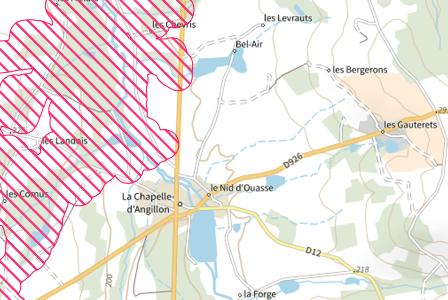 les Chevris
les Levrauts
Bel-Air
les Bergerons
les Gauterets
D926
les Landais
les Cornus
le Nid d'Ouasse
La Chapelle-
d'Angillon
D12
218
200
la Forge